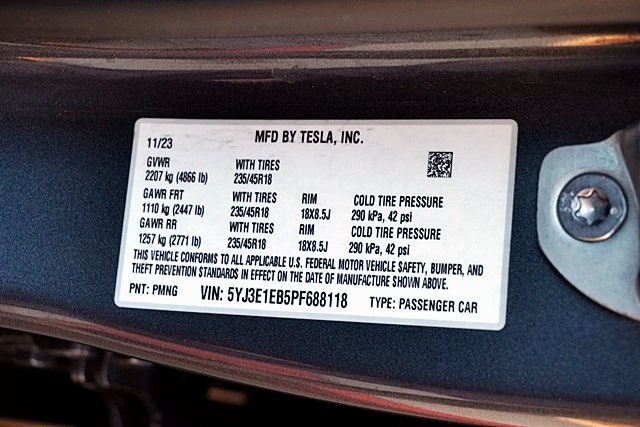 11/23 MFD BY TESLA, INC.
GVWR WITH TIRES
2207 kg (4866 lb) 235/45R18
GAWR FRT WITH TIRES RIM COLD TIRE PRESSURE
1110 kg (2447 lb) 235/45R18 18X8.5J 290 kPa, 42 psi
GAWR RR WITH TIRES RIM COLD TIRE PRESSURE
1257 kg (2771 lb) 235/45R18 18X8.5J 290 kPa, 42 psi
THIS VEHICLE CONFORMS TO ALL APPLICABLE U.S. FEDERAL MOTOR VEHICLE SAFETY, BUMPER, AND
THEFT PREVENTION STANDARDS IN EFFECT ON THE DATE OF MANUFACTURE SHOWN ABOVE.
PNT: PMNG VIN: 5YJ3E1EB5PF688118 TYPE: PASSENGER CAR